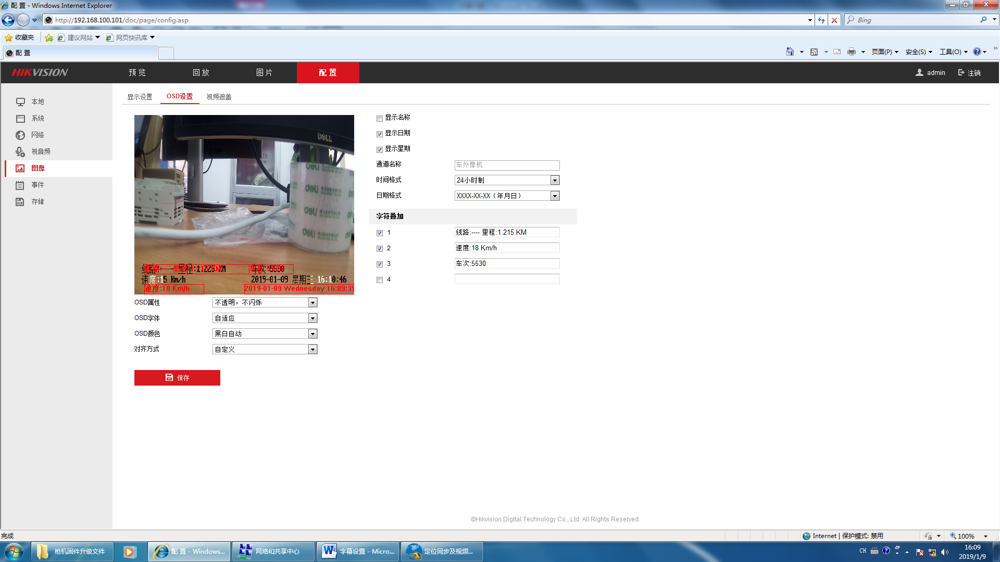 配 置 - Windows Internet Explorer
http://192.168.100.101/doc/page/config.asp
Bing
收藏夹 建议网站 网页快讯库
配 置
页面(P) 安全(S) 工具(O)
HIKVISION 预 览 回 放 图 片 配 置 admin 注销
本地
系统
网络
视音频
图像
事件
存储
显示设置 OSD设置 视频遮盖
DELL
deli
deli
deli
deli
线路:---- 里程:1.225 KM 车次:5530
速度:15 Km/h 2019-01-09 星期三 16:10:46
速度:18 Km/h 2019-01-09 Wednesday 16:09:39
OSD属性 不透明，不闪烁
OSD字体 自适应
OSD颜色 黑白自动
对齐方式 自定义
保存
显示名称
显示日期
显示星期
通道名称 车外像机
时间格式 24小时制
日期格式 XXXX-XX-XX（年月日）
字符叠加
1 线路:---- 里程:1.215 KM
2 速度:18 Km/h
3 车次:5530
4
©Hikvision Digital Technology Co., Ltd. All Rights Reserved.
完成 Internet | 保护模式: 禁用 100%
枪机固件升级文件 配 置 - Windows... 网络和共享中心 字幕设置 - Micro... 定位同步及视频... CH 16:09
2019/1/9